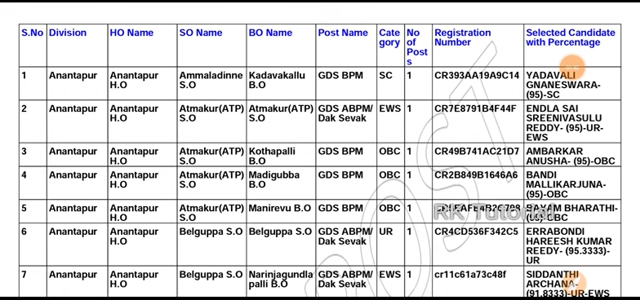 S.No Division HO Name SO Name BO Name Post Name Cate gory No of Post s Registration Number Selected Candidate with Percentage
1 Anantapur Anantapur H.O Ammaladinne S.O Kadavakallu B.O GDS BPM SC 1 CR393AA19A9C14 YADAVALI GNANESWARA- (95)-SC
2 Anantapur Anantapur H.O Atmakur(ATP) S.O Atmakur(ATP) S.O GDS ABPM/ Dak Sevak EWS 1 CR7E8791B4F44F ENDLA SAI SREENIVASULU REDDY- (95)-UR- EWS
3 Anantapur Anantapur H.O Atmakur(ATP) S.O Kothapalli B.O GDS BPM OBC 1 CR49B741AC21D7 AMBARKAR ANUSHA- (95)-OBC
4 Anantapur Anantapur H.O Atmakur(ATP) S.O Madigubba B.O GDS BPM OBC 1 CR2B849B1646A6 BANDI MALLIKARJUNA- (95)-OBC
5 Anantapur Anantapur H.O Atmakur(ATP) S.O Manirevu B.O GDS BPM OBC 1 BHARATHI- (95)-OBC
RK Tutorial
6 Anantapur Anantapur H.O Belguppa S.O Belguppa S.O GDS ABPM/ Dak Sevak UR 1 CR4CD536F342C5 ERRABONDI HAREESH KUMAR REEDY- (95.3333)- UR
7 Anantapur Anantapur H.O Belguppa S.O Narinjagundla palli B.O GDS ABPM/ Dak Sevak EWS 1 cr11c61a73c48f SIDDANTHI ARCHANA- (91.8333)-UR-EWS
POST